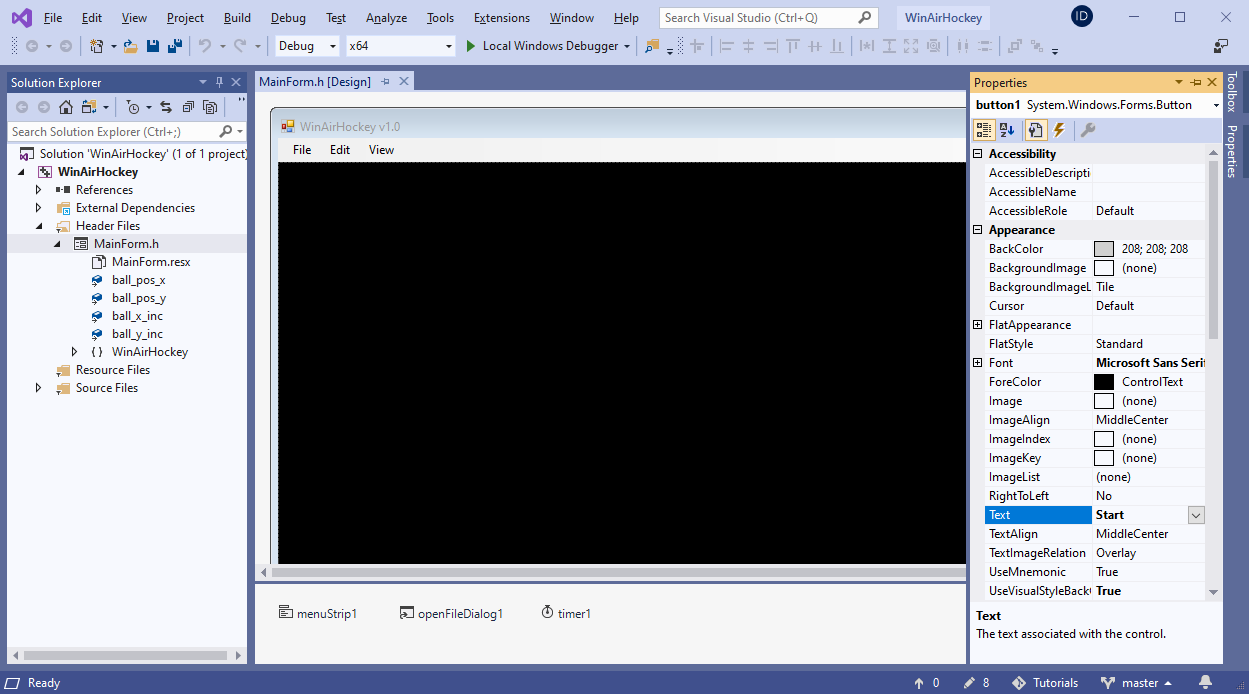 File Edit View Project Build Debug Test Analyze Tools Extensions Window Help Search Visual Studio (Ctrl+Q) WinAirHockey ID
Debug x64 Local Windows Debugger
Solution Explorer
Search Solution Explorer (Ctrl+;)
Solution 'WinAirHockey' (1 of 1 project)
WinAirHockey
References
External Dependencies
Header Files
MainForm.h
MainForm.resx
ball_pos_x
ball_pos_y
ball_x_inc
ball_y_inc
{ } WinAirHockey
Resource Files
Source Files
MainForm.h [Design]
WinAirHockey v1.0
File Edit View
menuStrip1 openFileDialog1 timer1
Properties
button1 System.Windows.Forms.Button
Accessibility
AccessibleDescripti
AccessibleName
AccessibleRole Default
Appearance
BackColor 208; 208; 208
BackgroundImage (none)
BackgroundImageL Tile
Cursor Default
FlatAppearance
FlatStyle Standard
Font Microsoft Sans Serif
ForeColor ControlText
Image (none)
ImageAlign MiddleCenter
ImageIndex (none)
ImageKey (none)
ImageList (none)
RightToLeft No
Text Start
TextAlign MiddleCenter
TextImageRelation Overlay
UseMnemonic True
UseVisualStyleBack True
Text
The text associated with the control.
Toolbox
Properties
Ready 0 8 Tutorials master